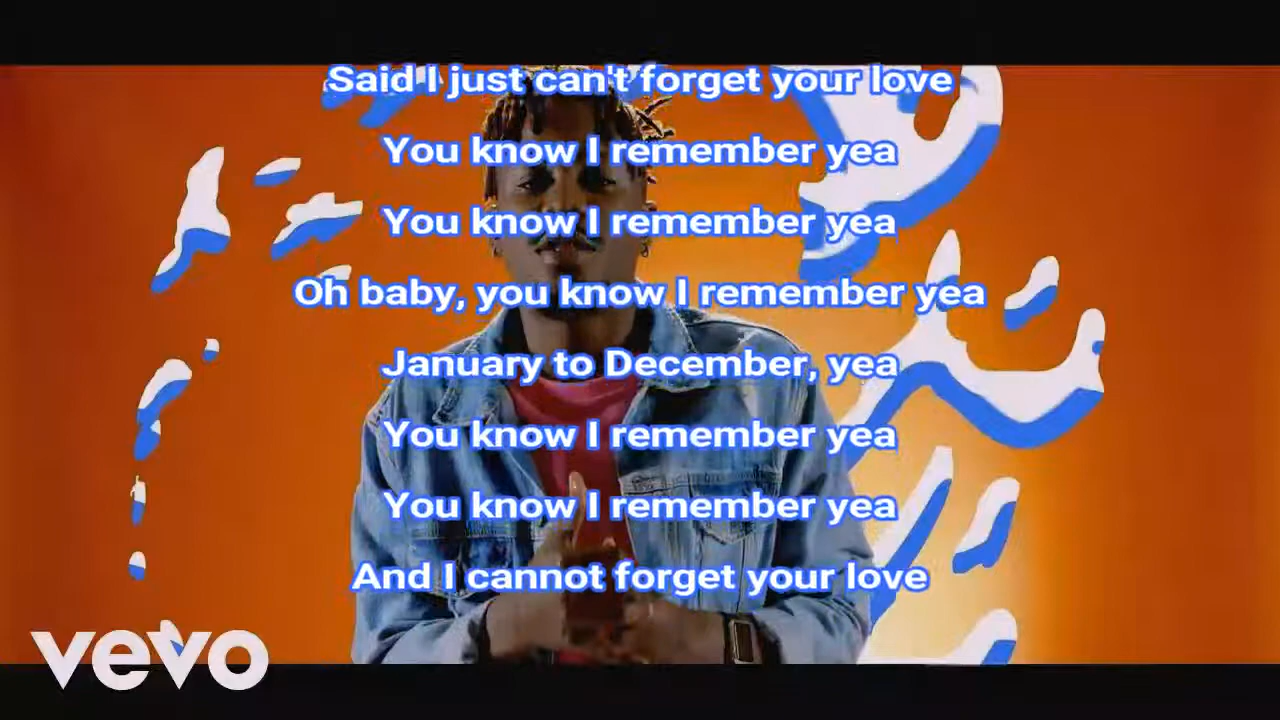 Said I just can't forget your love
You know I remember yea
You know I remember yea
Oh baby, you know I remember yea
January to December, yea
You know I remember yea
You know I remember yea
And I cannot forget your love
vevo